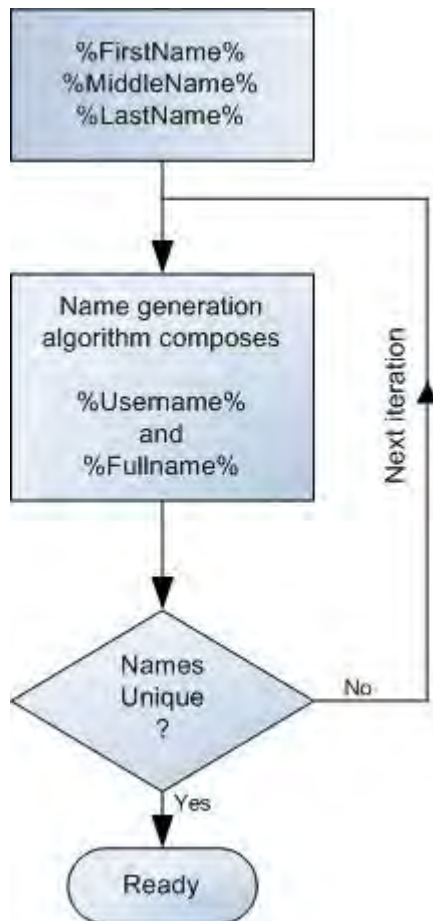 %FirstName%
%MiddleName%
%LastName%
Name generation
algorithm composes
%Username%
and
%Fullname%
Next iteration
Names
Unique
?
No
Yes
Ready